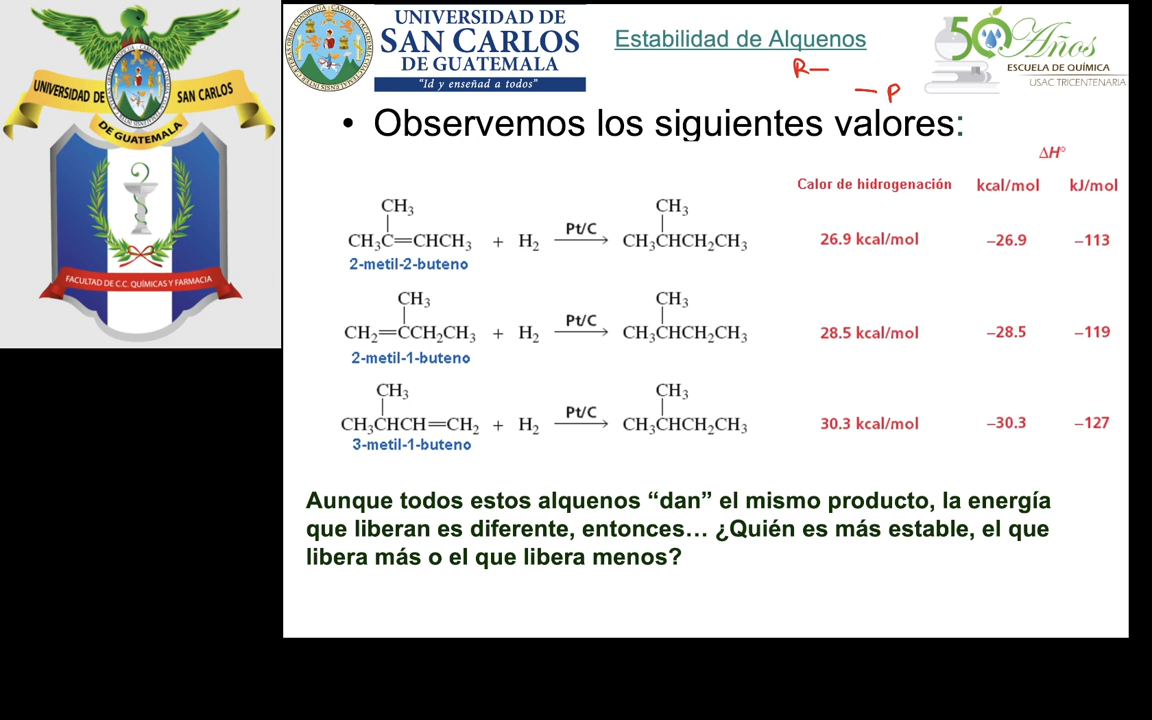 UNIVERSIDAD DE
SAN CARLOS
DE GUATEMALA
FACULTAD DE C.C. QUÍMICAS Y FARMACIA
UNIVERSIDAD DE
SAN CARLOS
DE GUATEMALA
"Id y enseñad a todos"
Estabilidad de Alquenos
R—
— P
50 Años
ESCUELA DE QUÍMICA
USAC TRICENTENARIA
• Observemos los siguientes valores:
ΔH°
Calor de hidrogenación kcal/mol kJ/mol
CH₃ CH₃
CH₃C=CHCH₃ + H₂ Pt/C → CH₃CHCH₂CH₃ 26.9 kcal/mol −26.9 −113
2-metil-2-buteno
CH₃ CH₃
CH₂=CCH₂CH₃ + H₂ Pt/C → CH₃CHCH₂CH₃ 28.5 kcal/mol −28.5 −119
2-metil-1-buteno
CH₃ CH₃
CH₃CHCH=CH₂ + H₂ Pt/C → CH₃CHCH₂CH₃ 30.3 kcal/mol −30.3 −127
3-metil-1-buteno
Aunque todos estos alquenos “dan” el mismo producto, la energía
que liberan es diferente, entonces… ¿Quién es más estable, el que
libera más o el que libera menos?